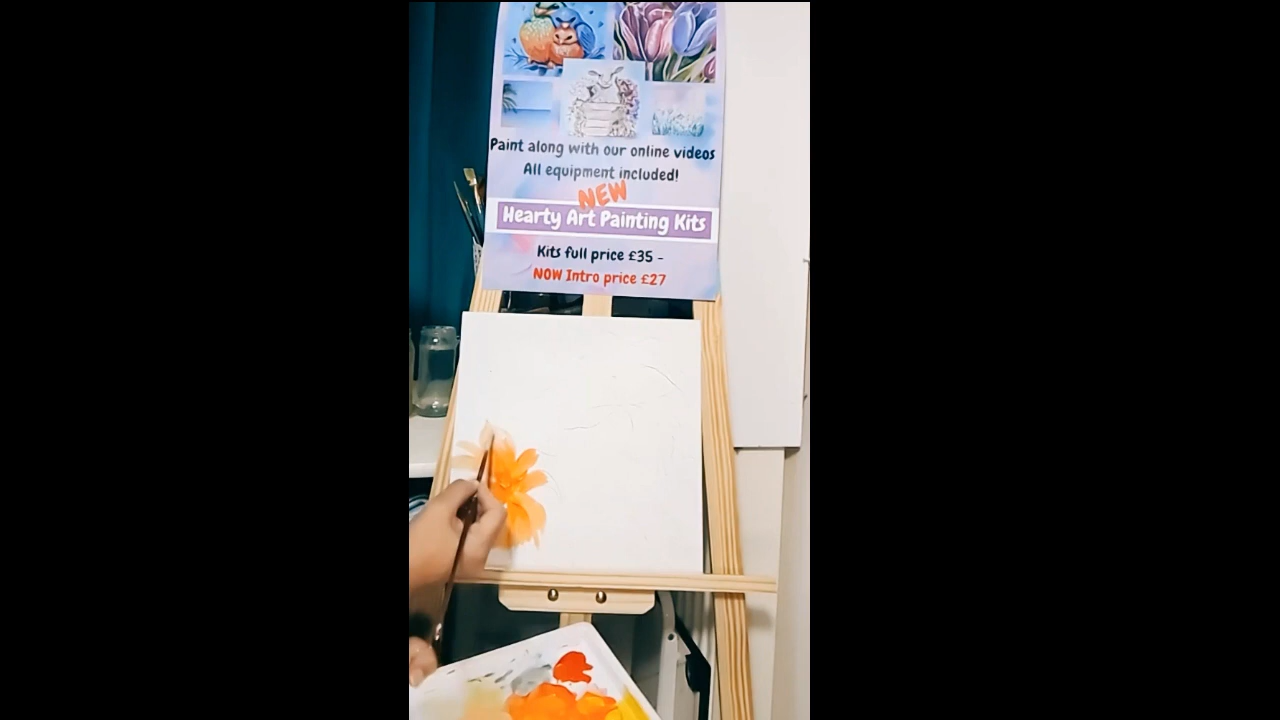 Paint along with our online videos
All equipment included!
NEW
Hearty Art Painting Kits
Kits full price £35 -
NOW Intro price £27